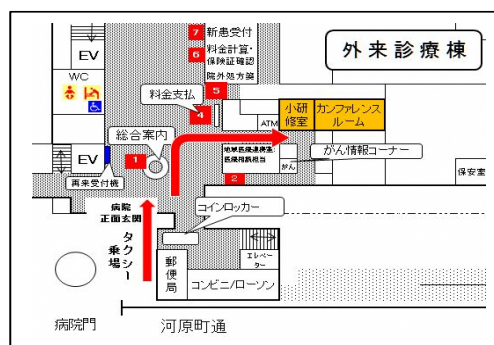 外来診療棟
7 新患受付
6 料金計算・
保険証確認
院外処方箋
5
EV
WC
料金支払
4
ATM
小研
修室
カンファレンス
ルーム
総合案内
1
地域医療連携室:
医療相談担当
がん
がん情報コーナー
2
保安室
EV
再来受付機
病院
正面玄関
コインロッカー
タクシー
乗場
郵便局
エレベーター
コンビニ/ローソン
病院門
河原町通